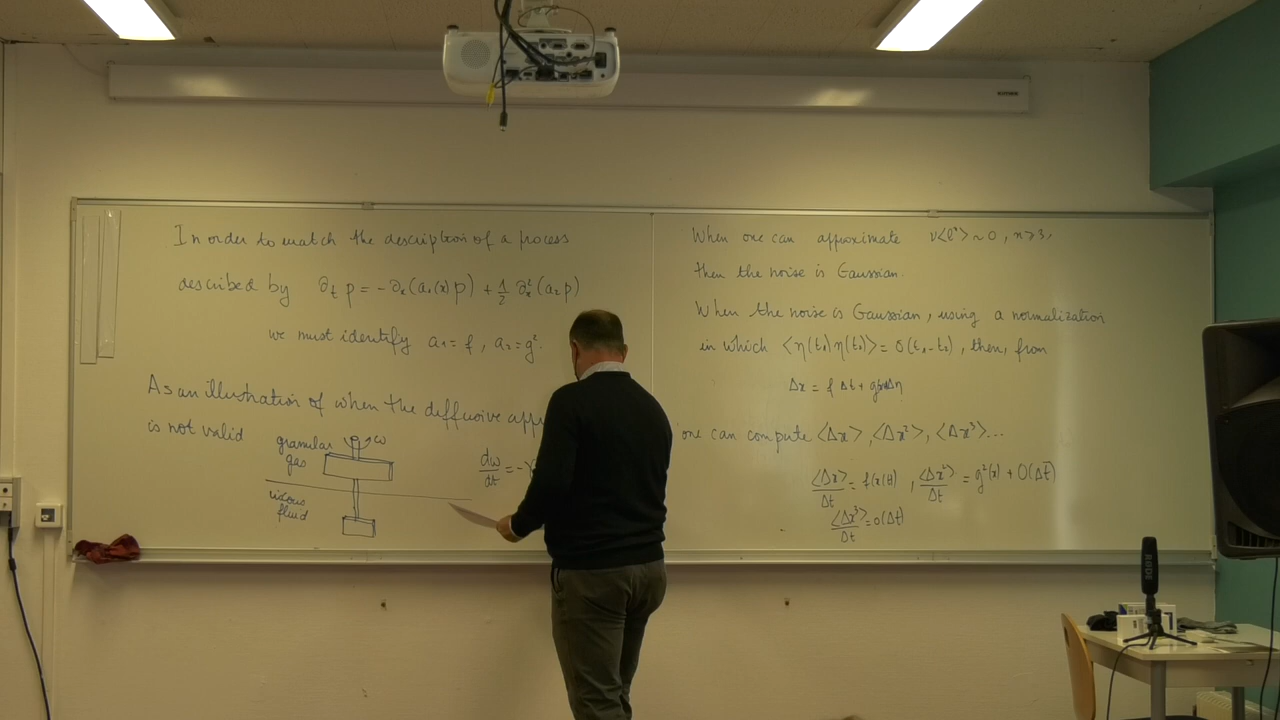 In order to match the description of a process
described by ∂ₜ p = -∂ₓ(a₁(x)p) + 1/2 ∂ₓ²(a₂p)
we must identify a₁ = f, a₂ = g².
As an illustration of when the diffusive app
is not valid
granular
gas
ω
viscous
fluid
dω/dt = -γ
When one can approximate ν<ℓⁿ> ~ 0, n ≥ 3,
then the noise is Gaussian.
When the noise is Gaussian, using a normalization
in which <η(t₁)η(t₂)> = δ(t₁-t₂), then, from
Δx = f Δt +
one can compute <Δx>, <Δx²>, <Δx³>...
<Δx>/Δt = f(x(t)), <Δx²>/Δt = g²(x) + O(Δt)
<Δx³>/Δt = O(Δt)
RØDE